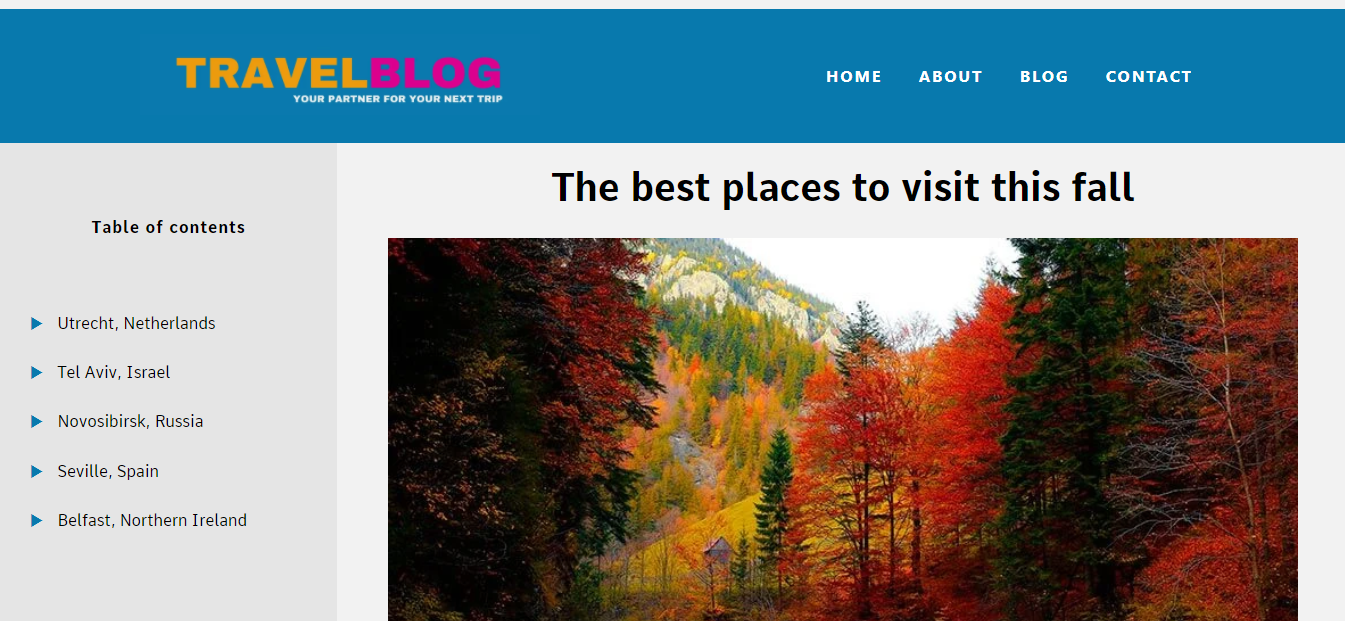 TRAVELBLOG
YOUR PARTNER FOR YOUR NEXT TRIP
HOME ABOUT BLOG CONTACT
Table of contents
Utrecht, Netherlands
Tel Aviv, Israel
Novosibirsk, Russia
Seville, Spain
Belfast, Northern Ireland
The best places to visit this fall